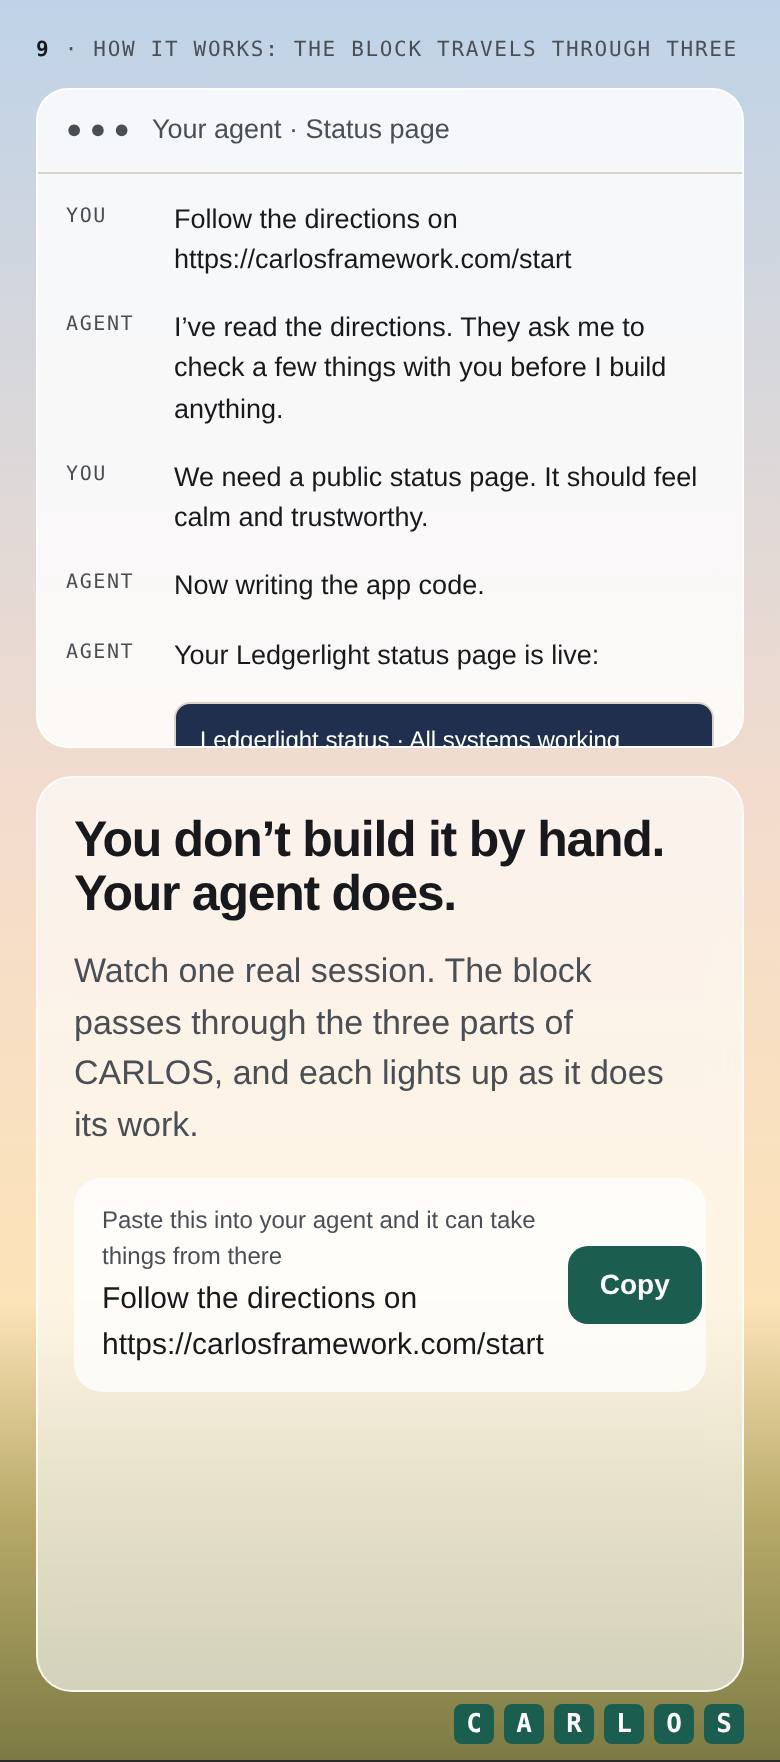 9 · HOW IT WORKS: THE BLOCK TRAVELS THROUGH THREE
Your agent · Status page
YOU
Follow the directions on
https://carlosframework.com/start
AGENT
I’ve read the directions. They ask me to
check a few things with you before I build
anything.
YOU
We need a public status page. It should feel
calm and trustworthy.
AGENT
Now writing the app code.
AGENT
Your Ledgerlight status page is live:
Ledgerlight status · All systems working
You don’t build it by hand.
Your agent does.
Watch one real session. The block
passes through the three parts of
CARLOS, and each lights up as it does
its work.
Paste this into your agent and it can take
things from there
Follow the directions on
https://carlosframework.com/start
Copy
CARLOS